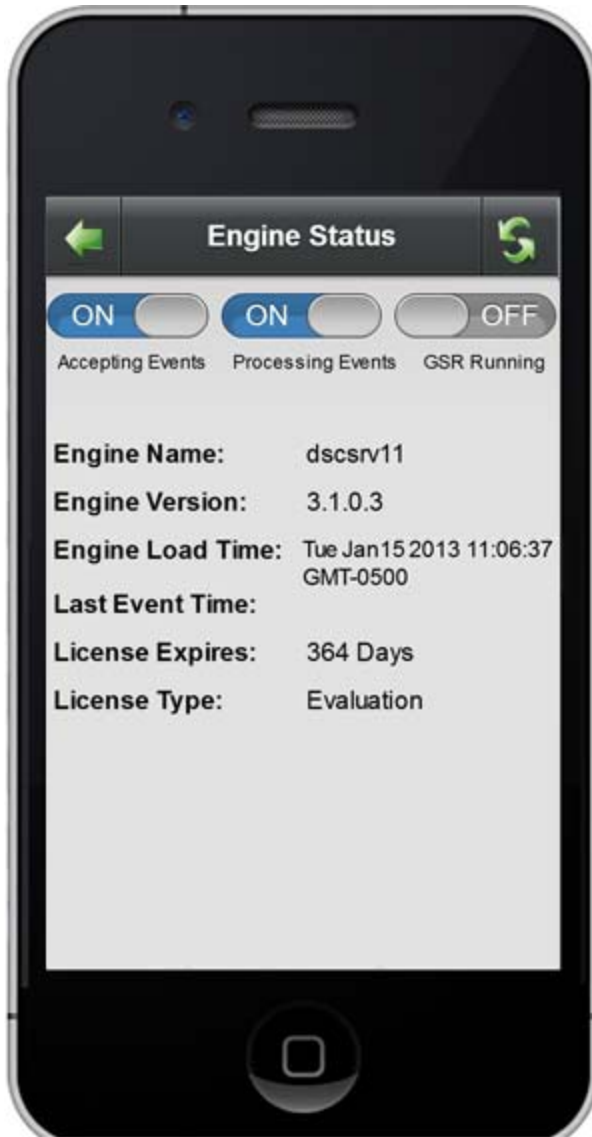 Engine Status
ON ON OFF
Accepting Events Processing Events GSR Running
Engine Name: dscsrv11
Engine Version: 3.1.0.3
Engine Load Time: Tue Jan 15 2013 11:06:37
GMT-0500
Last Event Time:
License Expires: 364 Days
License Type: Evaluation